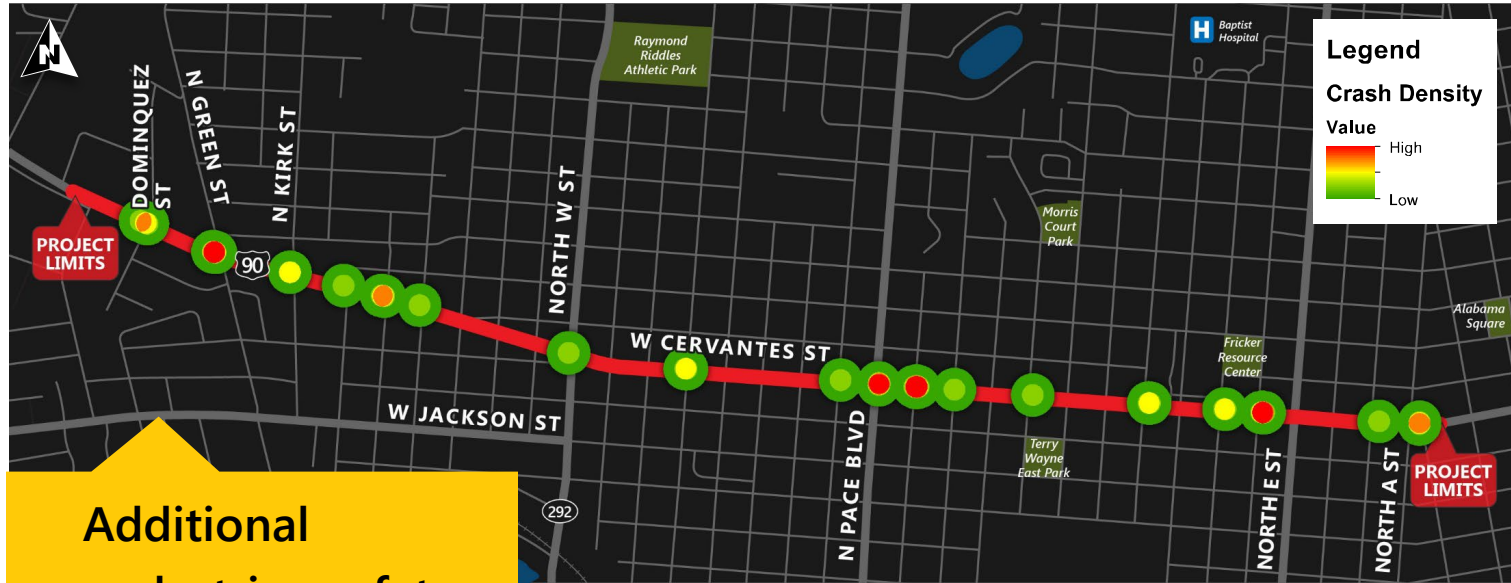 N
Raymond
Riddles
Athletic Park
H
Baptist
Hospital
Legend
Crash Density
Value
High
Low
DOMINQUEZ
ST
N GREEN ST
N KIRK ST
NORTH W ST
Morris
Court
Park
PROJECT
LIMITS
90
Alabama
Square
W CERVANTES ST
Fricker
Resource
Center
W JACKSON ST
N PACE BLVD
Terry
Wayne
East Park
NORTH E ST
NORTH A ST
PROJECT
LIMITS
292
Additional